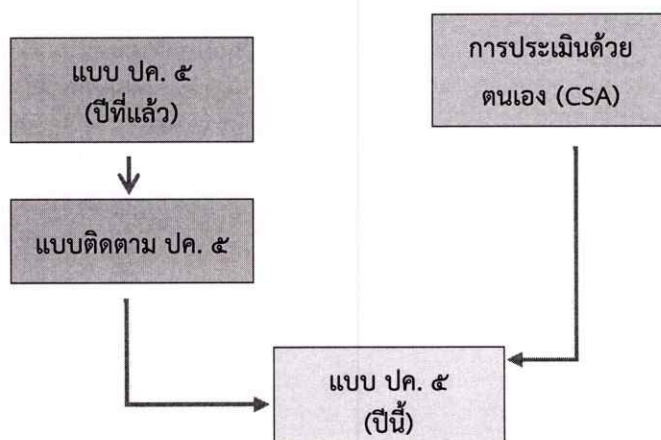 แบบ ปค. ๕
(ปีที่แล้ว)
การประเมินด้วย
ตนเอง (CSA)
แบบติดตาม ปค. ๕
แบบ ปค. ๕
(ปีนี้)